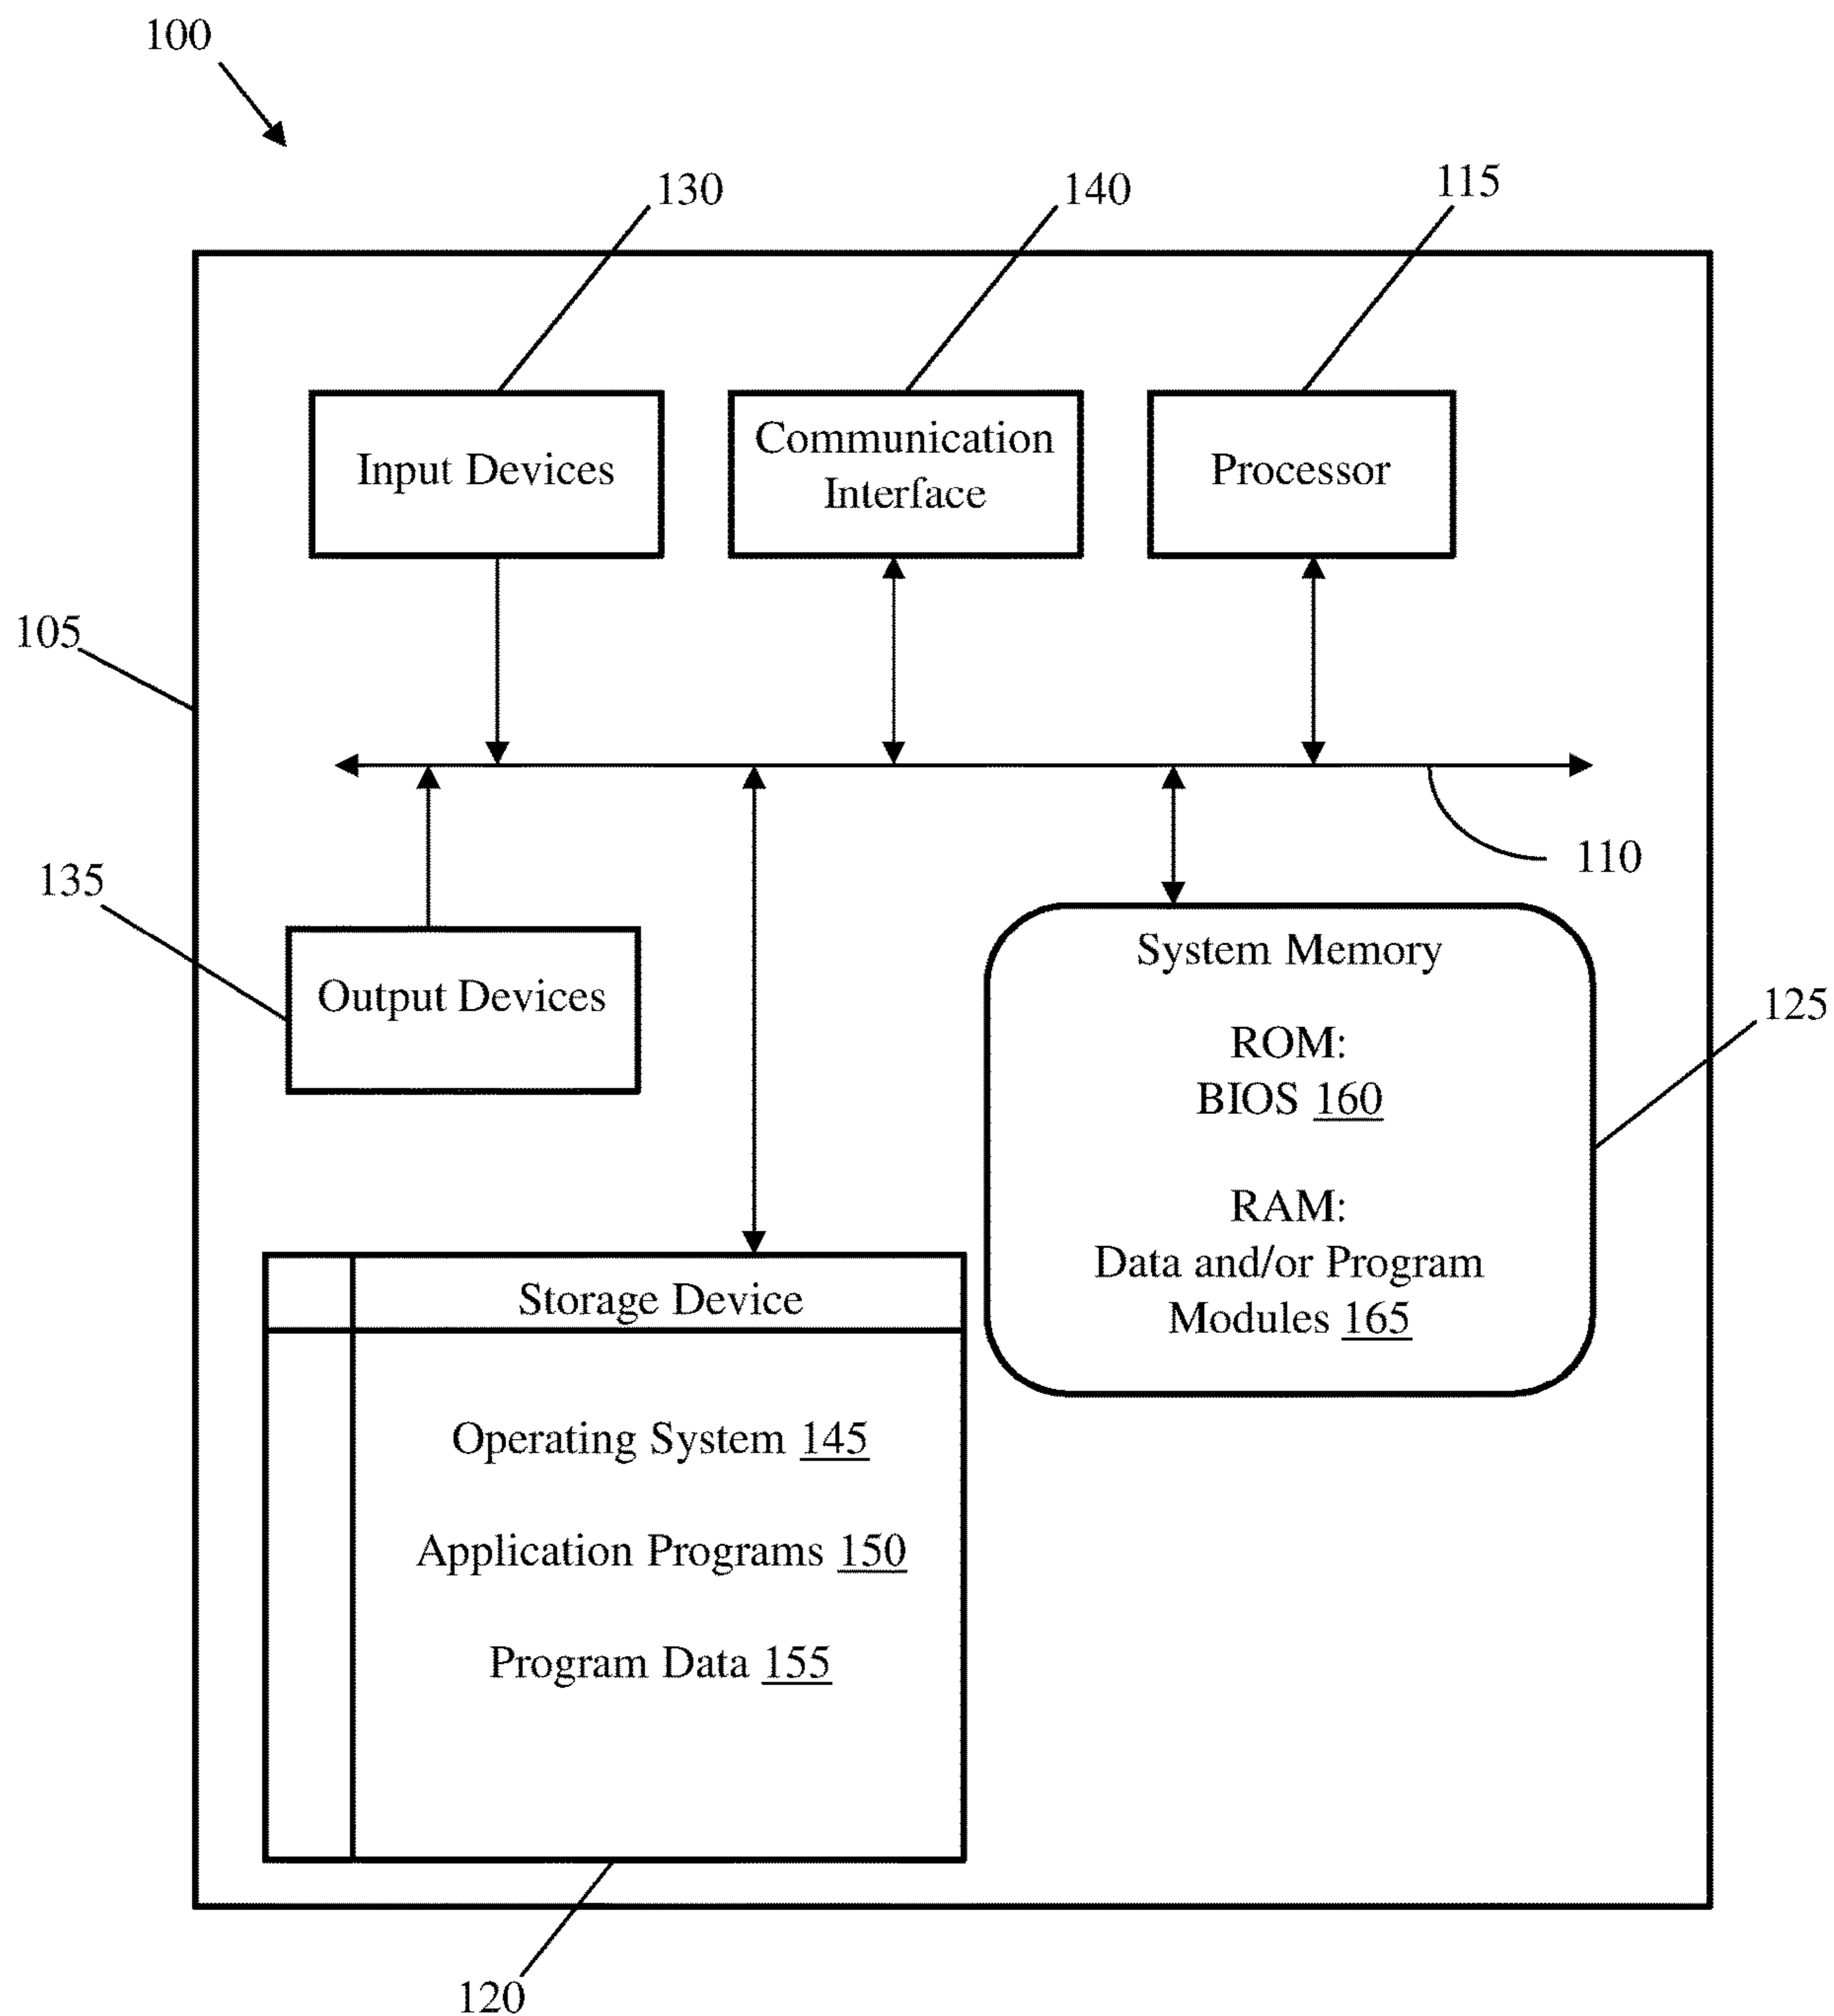 100
130
140
115
Input Devices
Communication
Interface
Processor
105
110
135
Output Devices
System Memory
ROM:
BIOS 160
RAM:
Data and/or Program
Modules 165
125
Storage Device
Operating System 145
Application Programs 150
Program Data 155
120